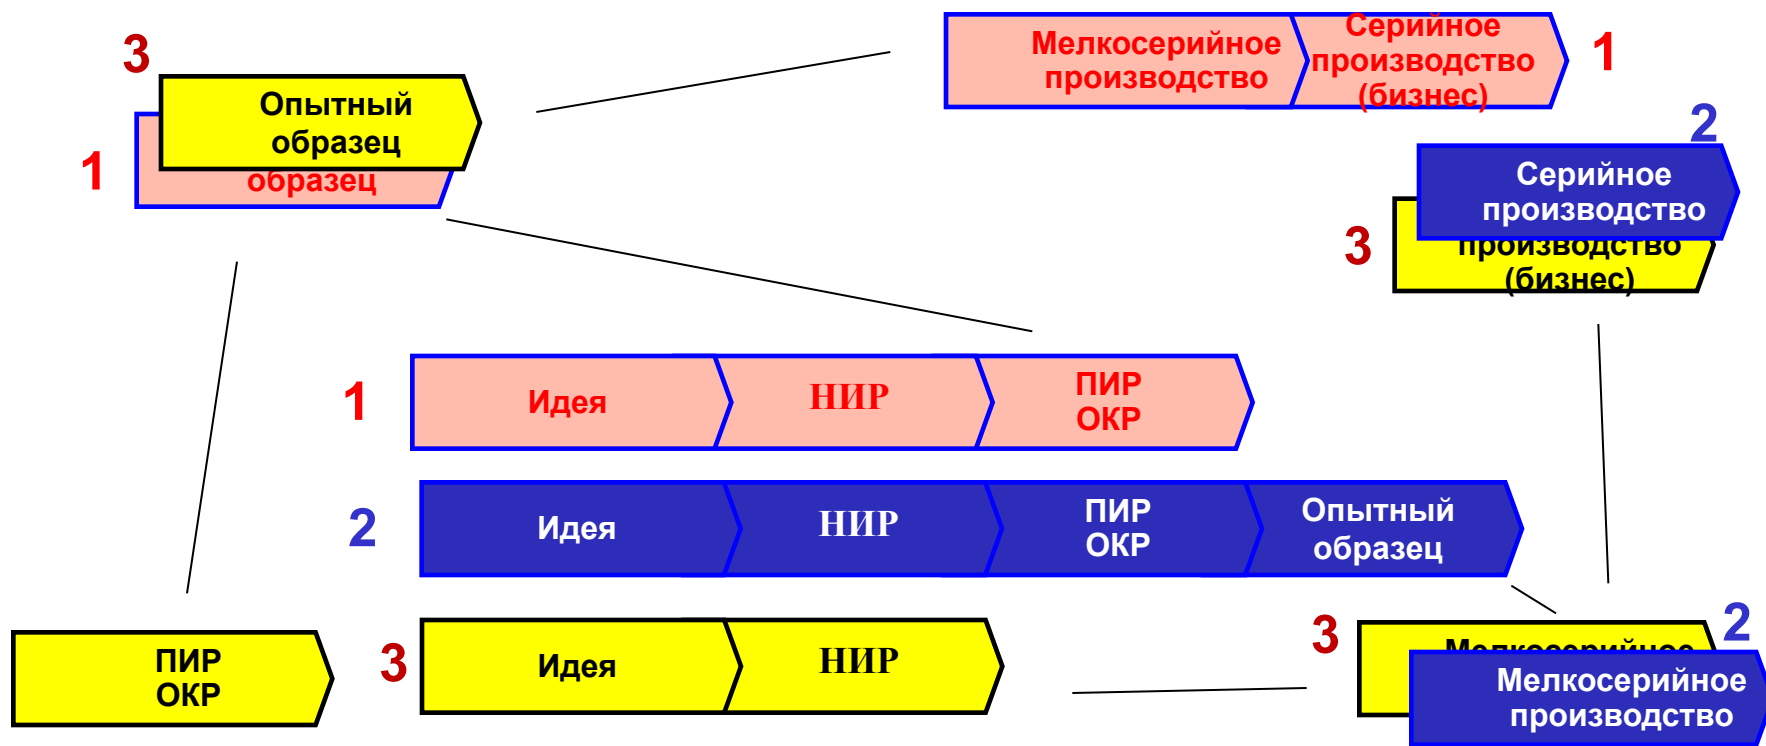 3
Опытный
образец
1
образец
Мелкосерийное
производство
Серийное
производство
(бизнес)
1
2
Серийное
производство
3
производство
(бизнес)
1
Идея
НИР
ПИР
ОКР
2
Идея
НИР
ПИР
ОКР
Опытный
образец
ПИР
ОКР
3
Идея
НИР
3
Мелкосерийное
2
Мелкосерийное
производство